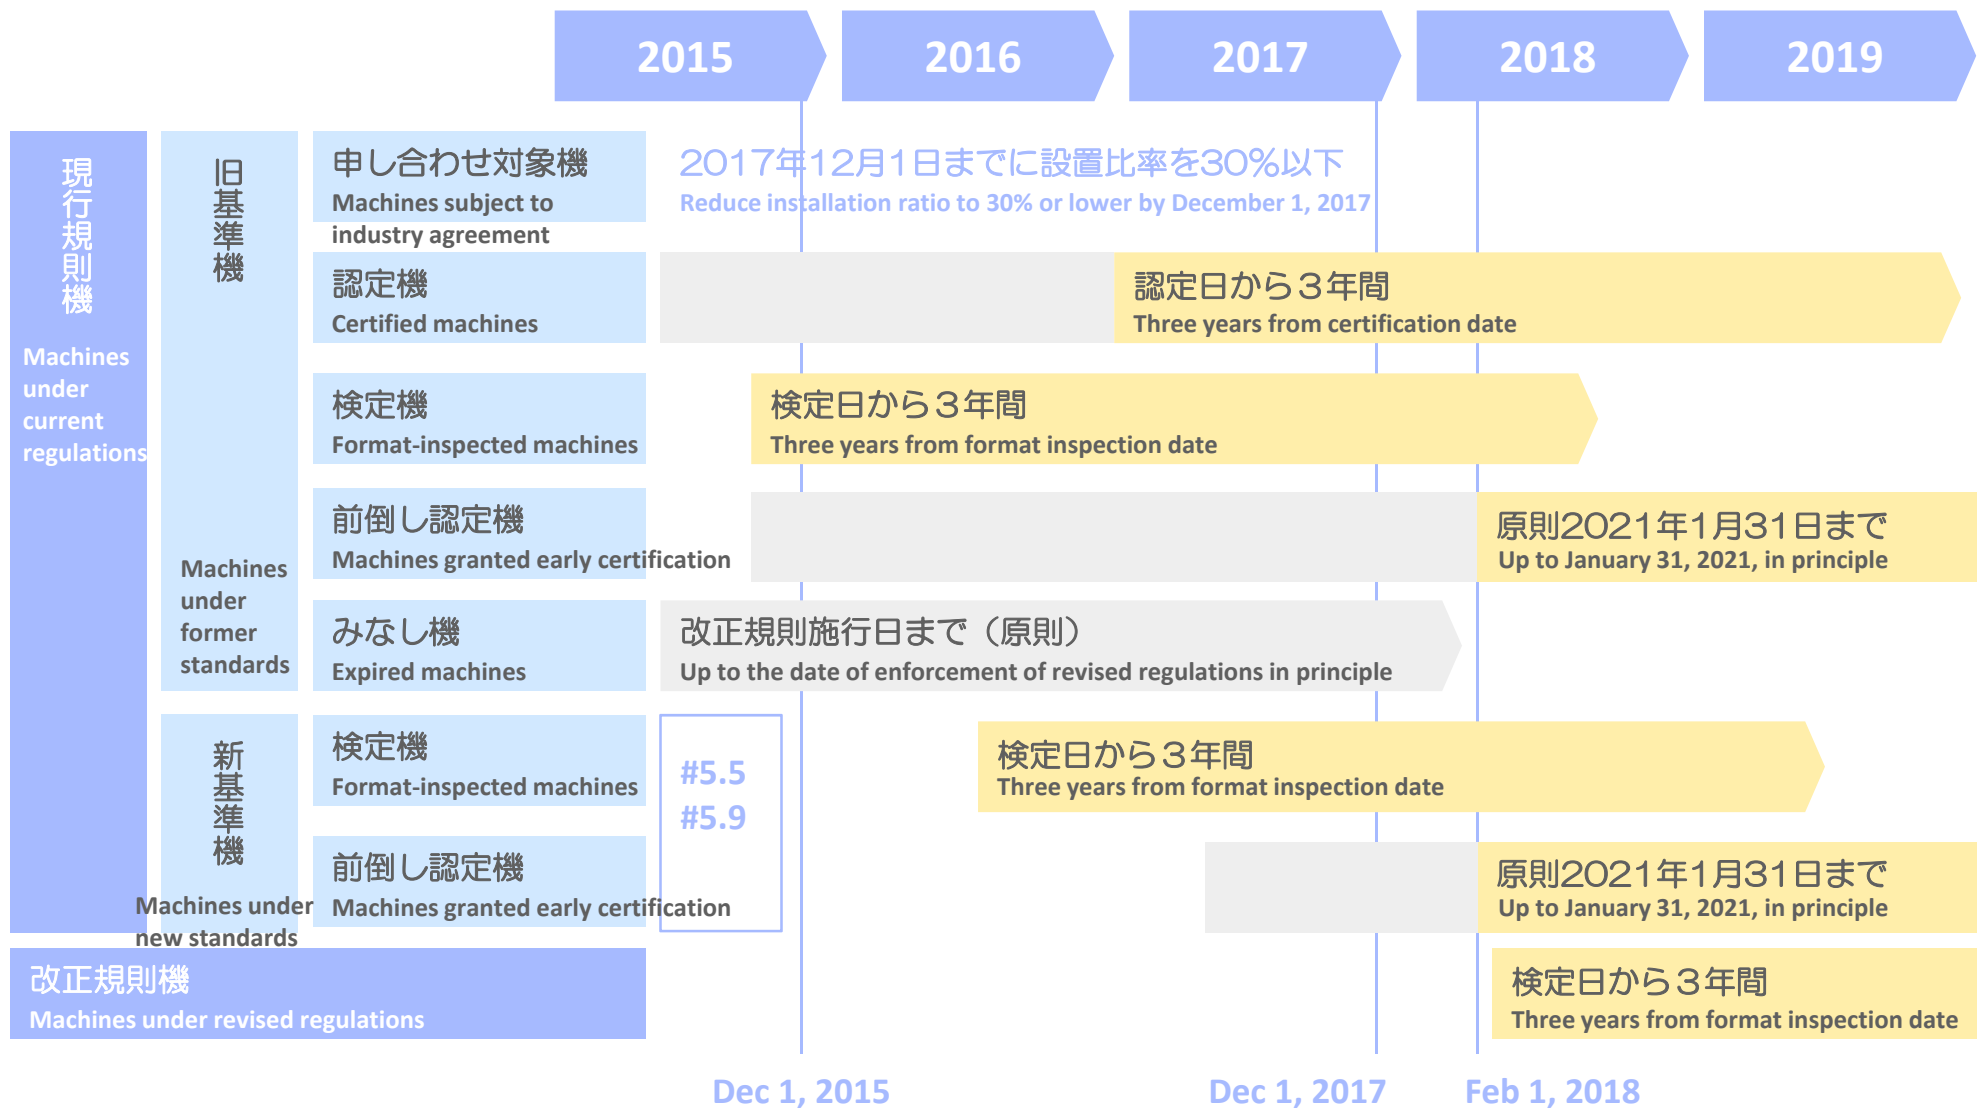 2015
2016
2017
2018
2019
現行規則機
Machines
under
current
regulations
旧基準機
Machines
under
former
standards
申し合わせ対象機
Machines subject to
industry agreement
2017年12月1日までに設置比率を30%以下
Reduce installation ratio to 30% or lower by December 1, 2017
認定機
Certified machines
認定日から３年間
Three years from certification date
検定機
Format-inspected machines
検定日から３年間
Three years from format inspection date
前倒し認定機
Machines granted early certification
原則2021年1月31日まで
Up to January 31, 2021, in principle
みなし機
Expired machines
改正規則施行日まで（原則）
Up to the date of enforcement of revised regulations in principle
新基準機
Machines under
new standards
検定機
Format-inspected machines
#5.5
#5.9
検定日から３年間
Three years from format inspection date
前倒し認定機
Machines granted early certification
原則2021年1月31日まで
Up to January 31, 2021, in principle
改正規則機
Machines under revised regulations
検定日から３年間
Three years from format inspection date
Dec 1, 2015
Dec 1, 2017
Feb 1, 2018